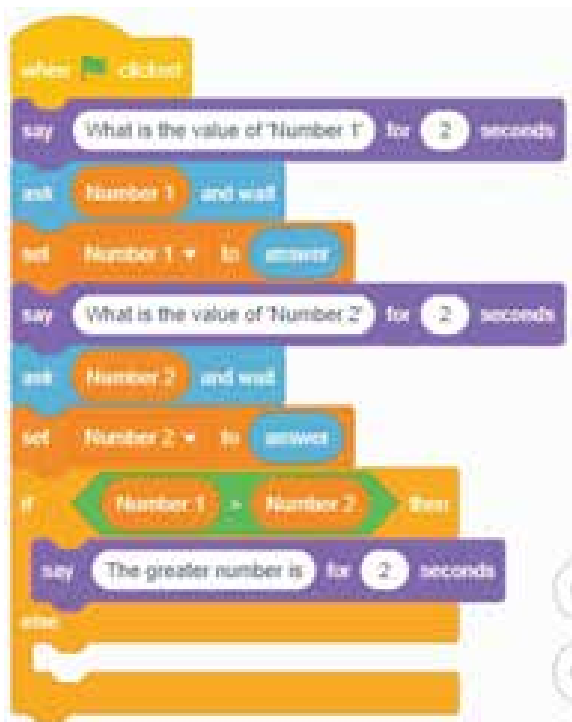 when clicked
say What is the value of 'Number 1' for 2 seconds
ask Number 1 and wait
set Number 1 to answer
say What is the value of 'Number 2' for 2 seconds
ask Number 2 and wait
set Number 2 to answer
if Number 1 > Number 2 then
say The greater number is for 2 seconds
else